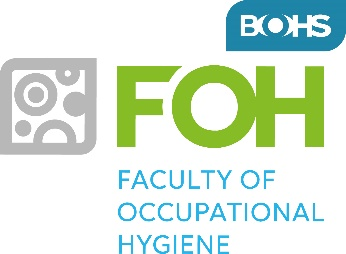 BOHS
FOH
FACULTY OF
OCCUPATIONAL
HYGIENE